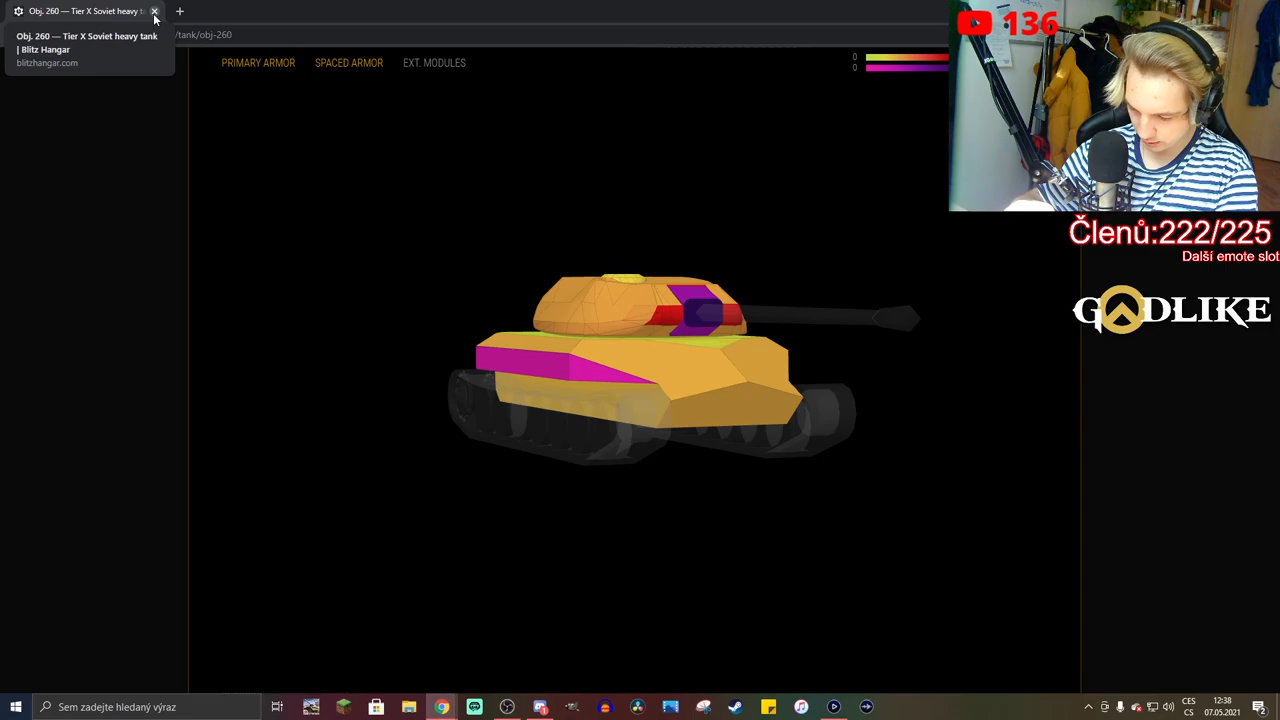 Obj. 260 — Tier X Soviet heavy ta
136
Obj. 260 — Tier X Soviet heavy tank
| Blitz Hangar
blitzhangar.com
/tank/obj-260
PRIMARY ARMOR
SPACED ARMOR
EXT. MODULES
0
0
Členů:222/225
Další emote slot
GODLIKE
Sem zadejte hledaný výraz
CES
CS
12:38
07.05.2021
2